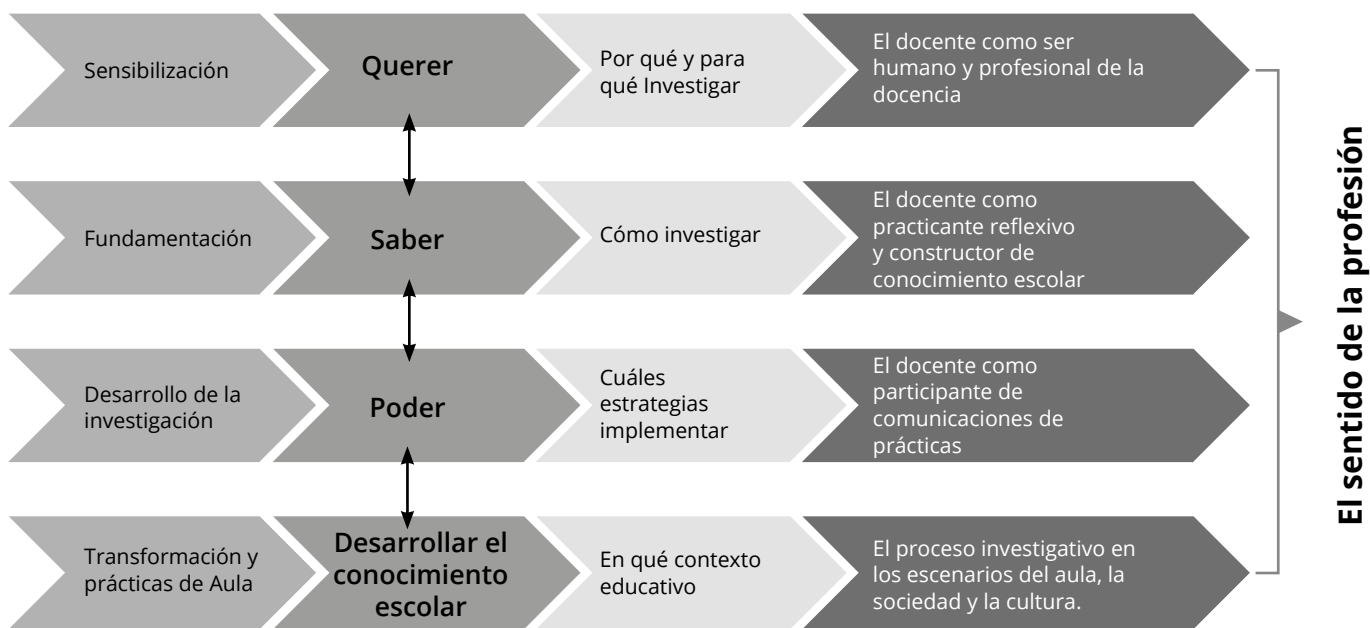 Sensibilización
Querer
Por qué y para
qué Investigar
El docente como ser
humano y profesional de la
docencia
Fundamentación
Saber
Cómo investigar
El docente como
practicante reflexivo
y constructor de
conocimiento escolar
Desarrollo de la
investigación
Poder
Cuáles
estrategias
implementar
El docente como
participante de
comunicaciones de
prácticas
Transformación y
prácticas de Aula
Desarrollar el
conocimiento
escolar
En qué contexto
educativo
El proceso investigativo en
los escenarios del aula, la
sociedad y la cultura.
El sentido de la profesión